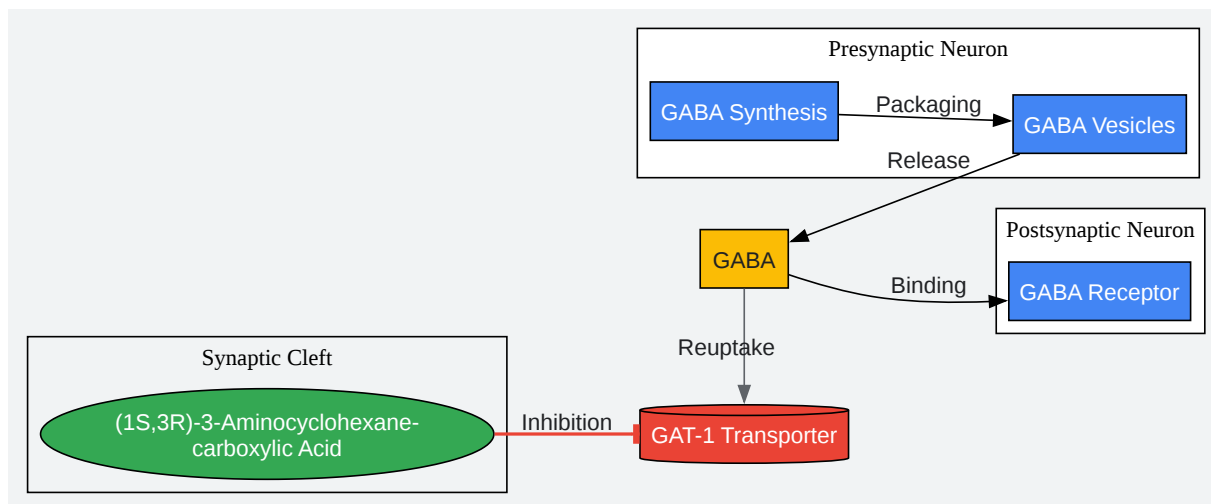 Presynaptic Neuron
GABA Synthesis
Packaging
GABA Vesicles
Release
GABA
Binding
Postsynaptic Neuron
GABA Receptor
Reuptake
Synaptic Cleft
(1S,3R)-3-Aminocyclohexane-
carboxylic Acid
Inhibition
GAT-1 Transporter